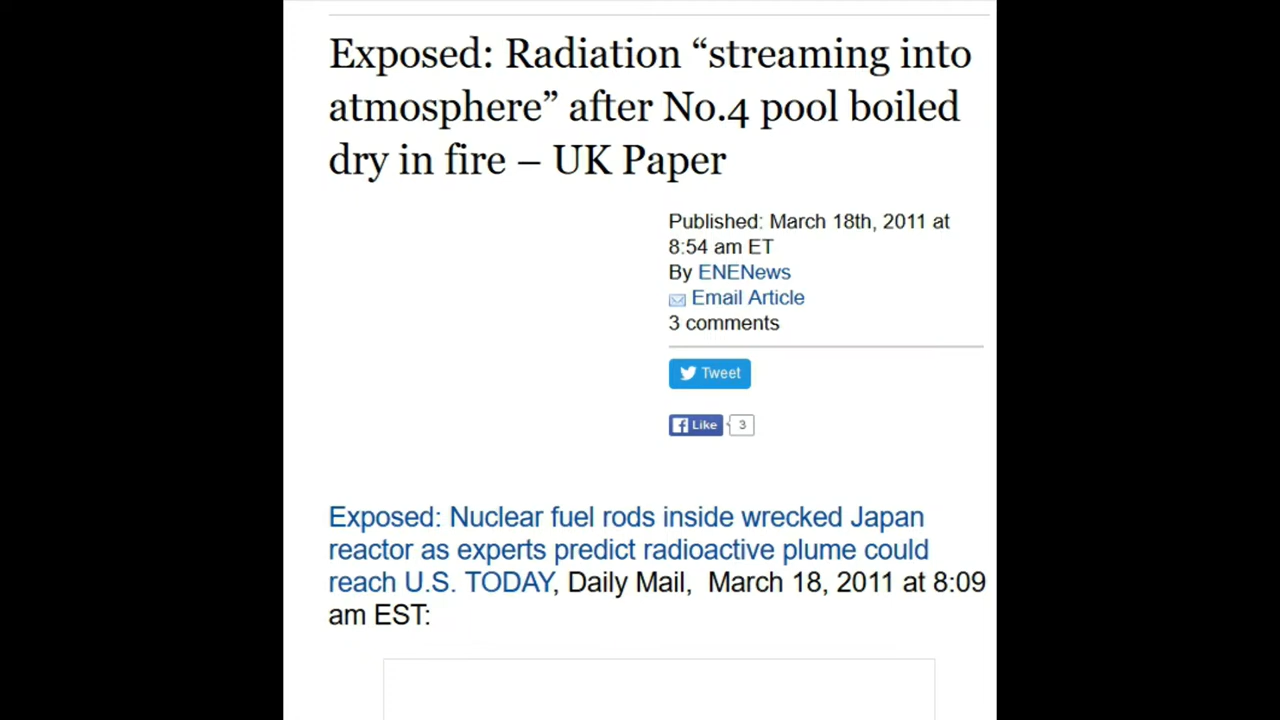 Exposed: Radiation “streaming into
atmosphere” after No.4 pool boiled
dry in fire – UK Paper
Published: March 18th, 2011 at
8:54 am ET
By ENENews
Email Article
3 comments
Tweet
Like 3
Exposed: Nuclear fuel rods inside wrecked Japan
reactor as experts predict radioactive plume could
reach U.S. TODAY, Daily Mail,  March 18, 2011 at 8:09
am EST: